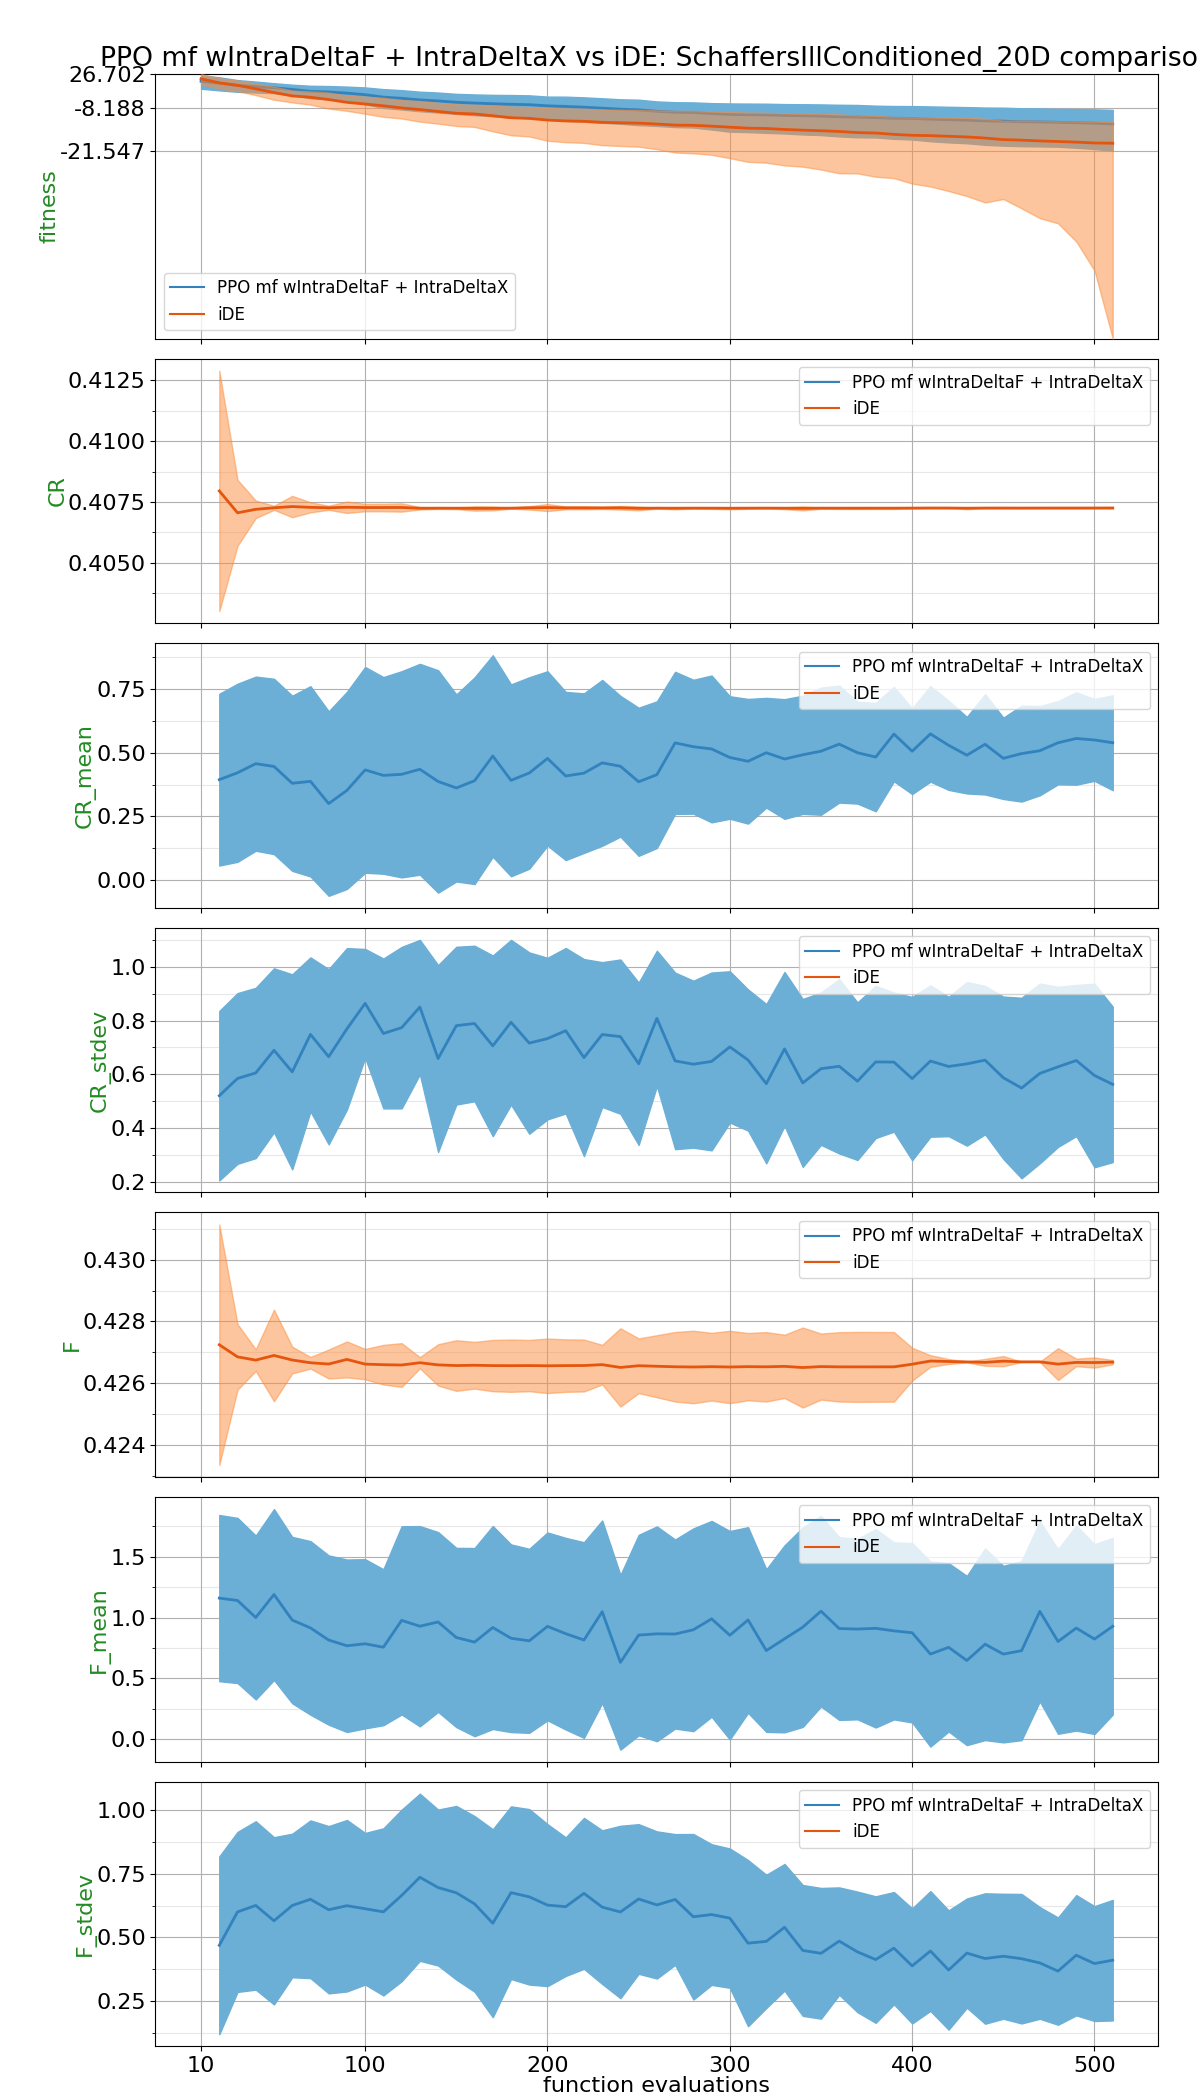 PPO mf wIntraDeltaF + IntraDeltaX vs iDE: SchaffersIllConditioned_20D compariso
26.702
-8.188
-21.547
fitness
PPO mf wIntraDeltaF + IntraDeltaX
iDE
0.4125
0.4100
0.4075
0.4050
CR
PPO mf wIntraDeltaF + IntraDeltaX
iDE
0.75
0.50
0.25
0.00
CR_mean
PPO mf wIntraDeltaF + IntraDeltaX
iDE
1.0
0.8
0.6
0.4
0.2
CR_stdev
PPO mf wIntraDeltaF + IntraDeltaX
iDE
0.430
0.428
0.426
0.424
F
PPO mf wIntraDeltaF + IntraDeltaX
iDE
1.5
1.0
0.5
0.0
F_mean
PPO mf wIntraDeltaF + IntraDeltaX
iDE
1.00
0.75
0.50
0.25
F_stdev
PPO mf wIntraDeltaF + IntraDeltaX
iDE
10 100 200 300 400 500
function evaluations